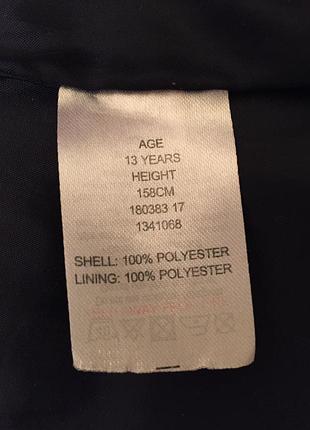 AGE
13 YEARS
HEIGHT
158CM
180383 17
1341068
SHELL: 100% POLYESTER
LINING: 100% POLYESTER